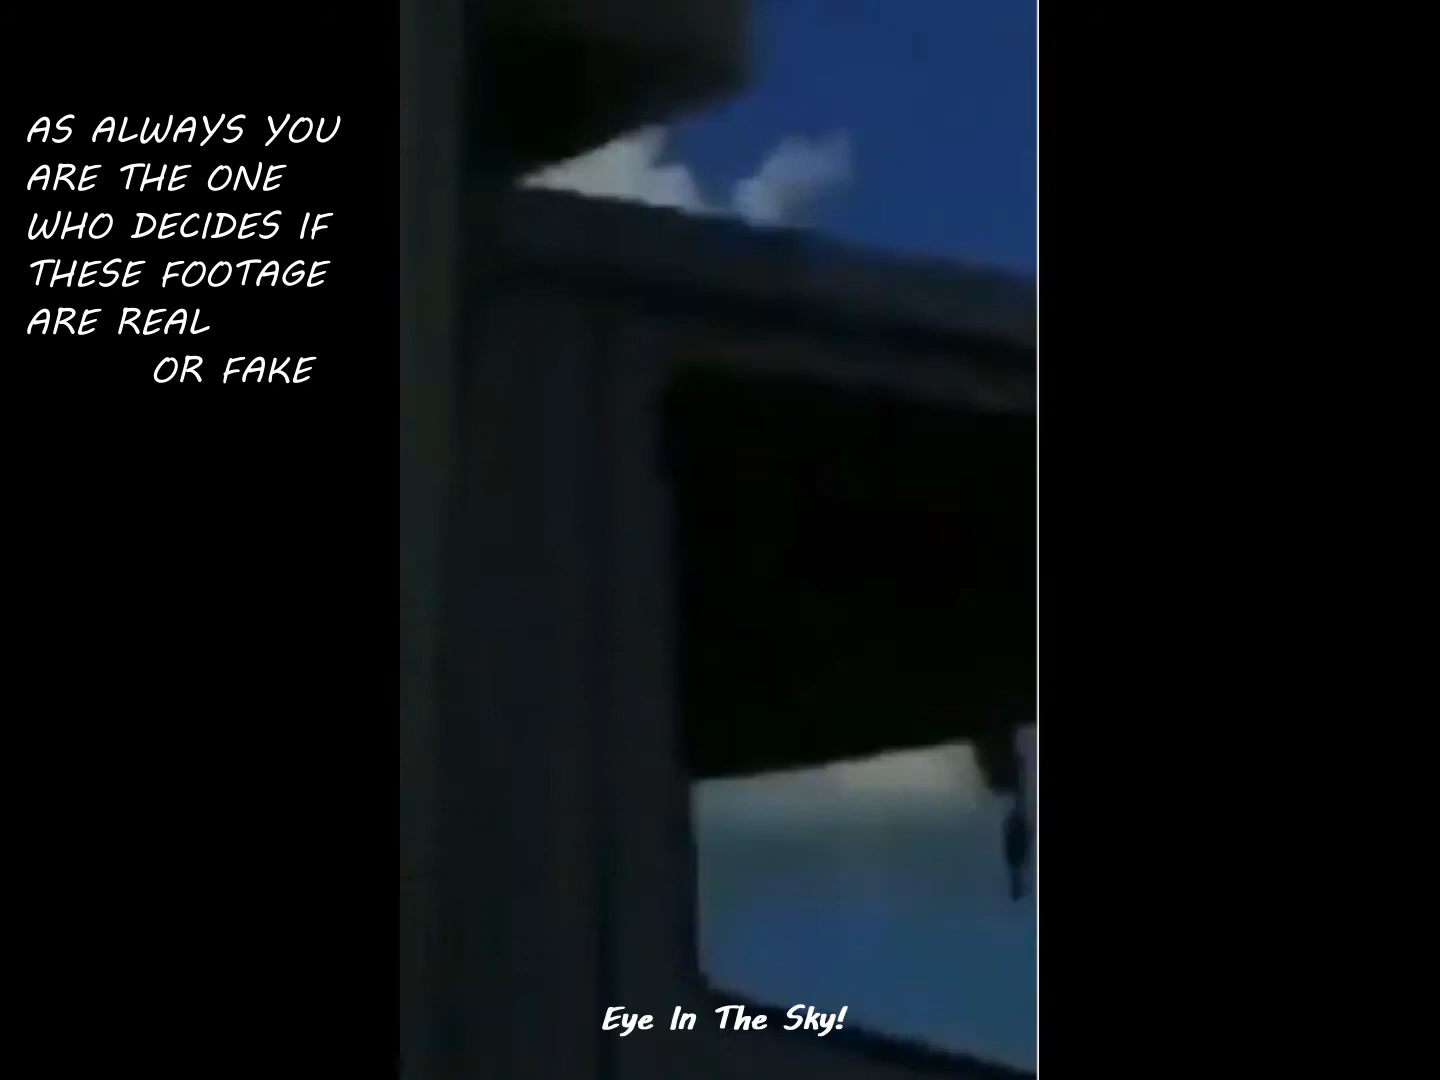 AS ALWAYS YOU
ARE THE ONE
WHO DECIDES IF
THESE FOOTAGE
ARE REAL
OR FAKE
Eye In The Sky!